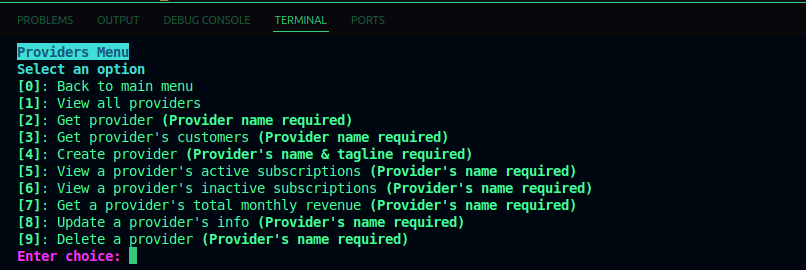 PROBLEMS OUTPUT DEBUG CONSOLE TERMINAL PORTS
Providers Menu
Select an option
[0]: Back to main menu
[1]: View all providers
[2]: Get provider (Provider name required)
[3]: Get provider's customers (Provider name required)
[4]: Create provider (Provider's name & tagline required)
[5]: View a provider's active subscriptions (Provider's name required)
[6]: View a provider's inactive subscriptions (Provider's name required)
[7]: Get a provider's total monthly revenue (Provider's name required)
[8]: Update a provider's info (Provider's name required)
[9]: Delete a provider (Provider's name required)
Enter choice: